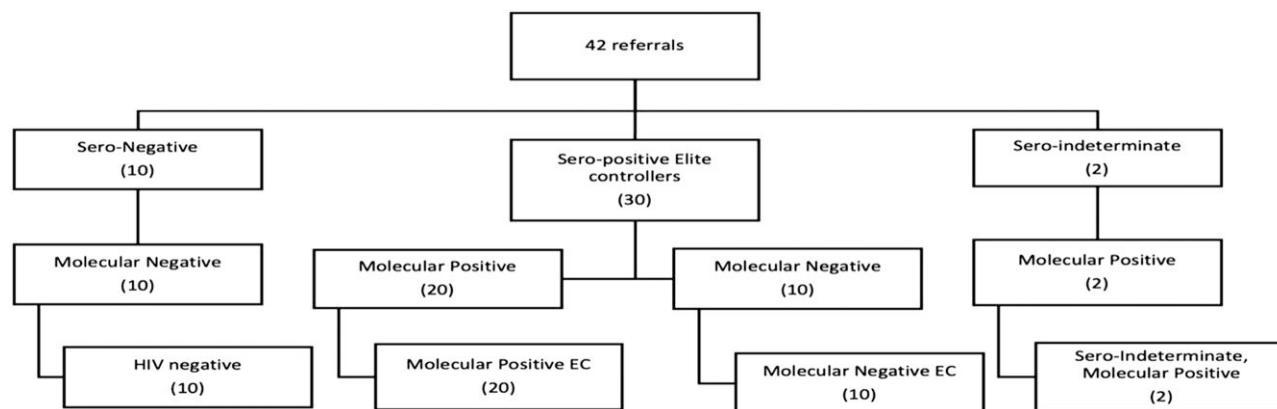 42 referrals
Sero-Negative
(10)
Sero-positive Elite
controllers
(30)
Sero-indeterminate
(2)
Molecular Negative
(10)
Molecular Positive
(20)
Molecular Negative
(10)
Molecular Positive
(2)
HIV negative
(10)
Molecular Positive EC
(20)
Molecular Negative EC
(10)
Sero-Indeterminate,
Molecular Positive
(2)